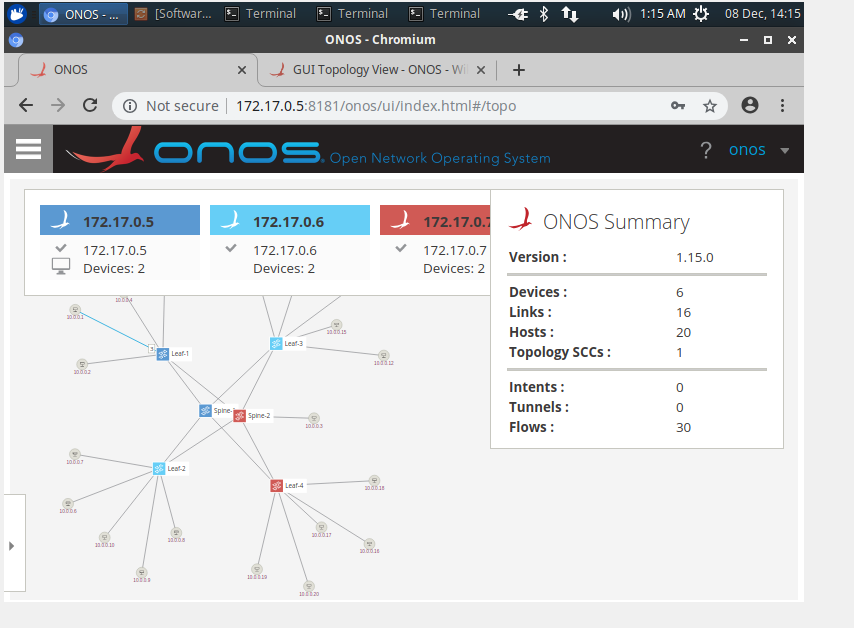 ONOS - ...
[Softwar...
Terminal
Terminal
Terminal
1:15 AM
08 Dec, 14:15
ONOS - Chromium
ONOS
GUI Topology View - ONOS - Wi
Not secure
172.17.0.5:8181/onos/ui/index.html#/topo
onos. Open Network Operating System
?
onos
172.17.0.5
172.17.0.5
Devices: 2
172.17.0.6
172.17.0.6
Devices: 2
172.17.0.7
172.17.0.7
Devices: 2
ONOS Summary
Version : 1.15.0
Devices : 6
Links : 16
Hosts : 20
Topology SCCs : 1
Intents : 0
Tunnels : 0
Flows : 30
10.0.0.4
10.0.0.1
10.0.0.15
3
Leaf-1
Leaf-3
10.0.0.12
10.0.0.2
Spine-1
Spine-2
10.0.0.3
10.0.0.7
Leaf-2
Leaf-4
10.0.0.18
10.0.0.6
10.0.0.10
10.0.0.8
10.0.0.17
10.0.0.16
10.0.0.9
10.0.0.19
10.0.0.20